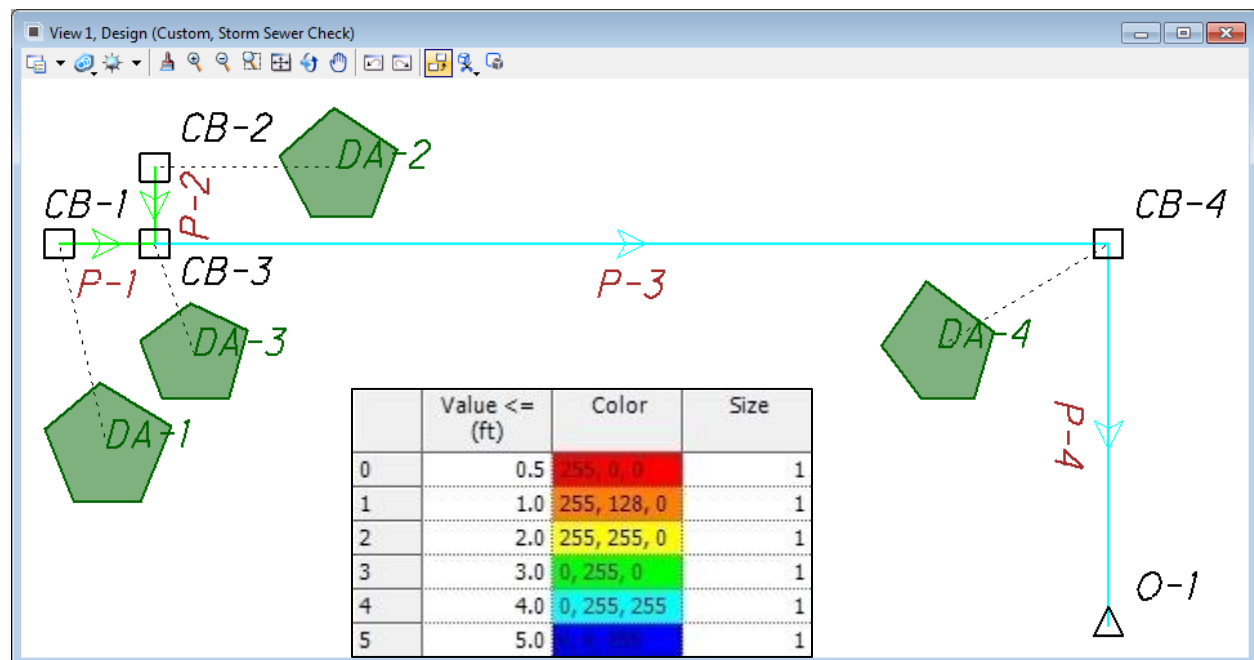 View 1, Design (Custom, Storm Sewer Check)
CB-2
DA-2
CB-1
P-2
CB-4
P-1
CB-3
P-3
DA-3
DA-4
DA-1
P-4
O-1
Value <= (ft) Color Size
0 0.5 255, 0, 0 1
1 1.0 255, 128, 0 1
2 2.0 255, 255, 0 1
3 3.0 0, 255, 0 1
4 4.0 0, 255, 255 1
5 5.0 255 1